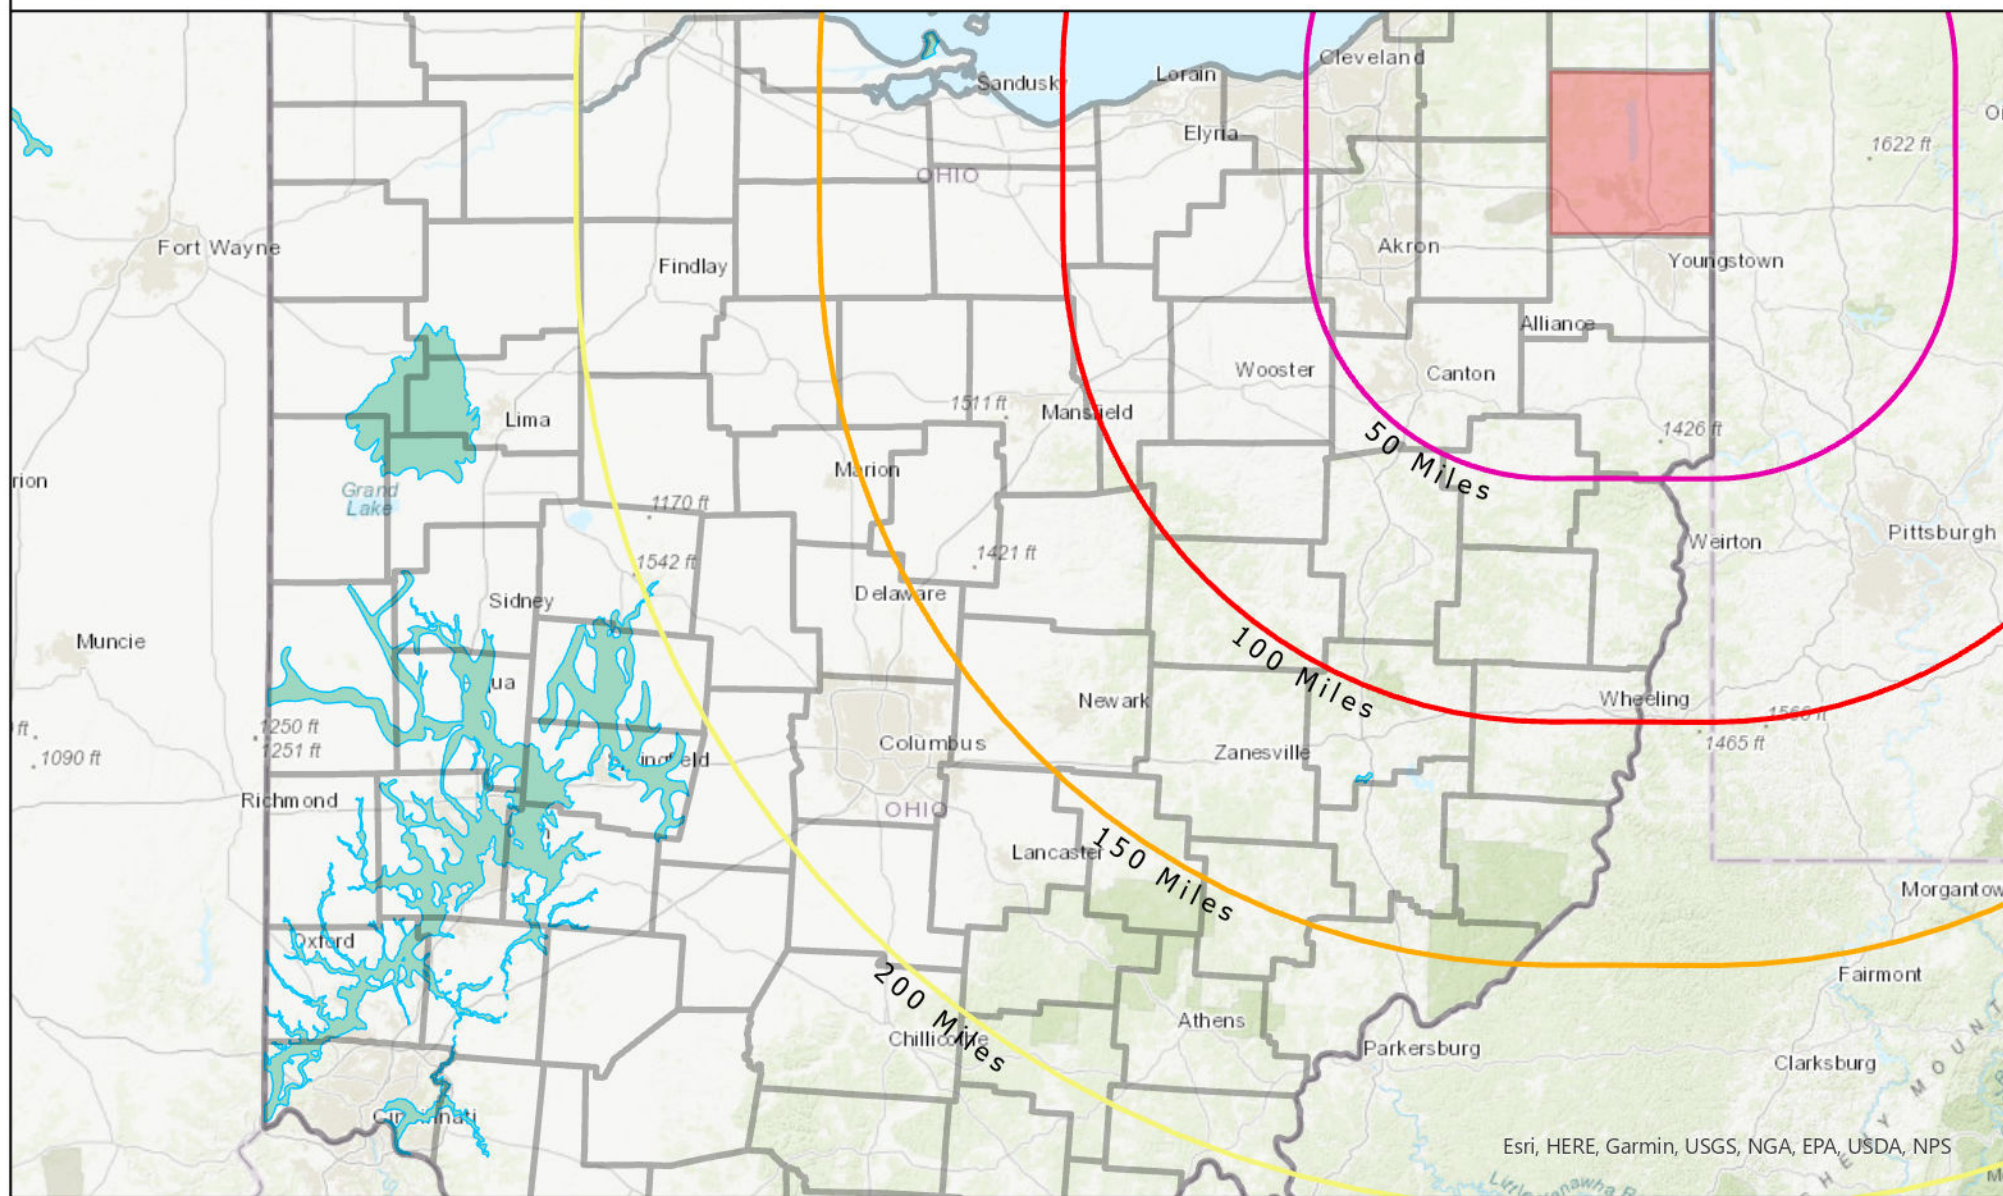 Cleveland
Lorain
Sandusky
Elyria
1622 ft
OHIO
Fort Wayne
Akron
Youngstown
Findlay
Alliance
Wooster
Canton
1511 ft
Mansfield
Lima
1426 ft
50 Miles
Marion
rion
Grand
Lake
1170 ft
Pittsburgh
Weirton
1421 ft
1542 ft
Delaware
Sidney
Muncie
100 Miles
ua
Newark
Wheeling
1250 ft
1251 ft
ft
1465 ft
Columbus
Zanesville
1090 ft
Richmond
OHIO
150 Miles
Lancaster
Morgantow
Oxford
Fairmont
200 Miles
Athens
Chillicothe
Parkersburg
Clarksburg
Cincinnati
Esri, HERE, Garmin, USGS, NGA, EPA, USDA, NPS